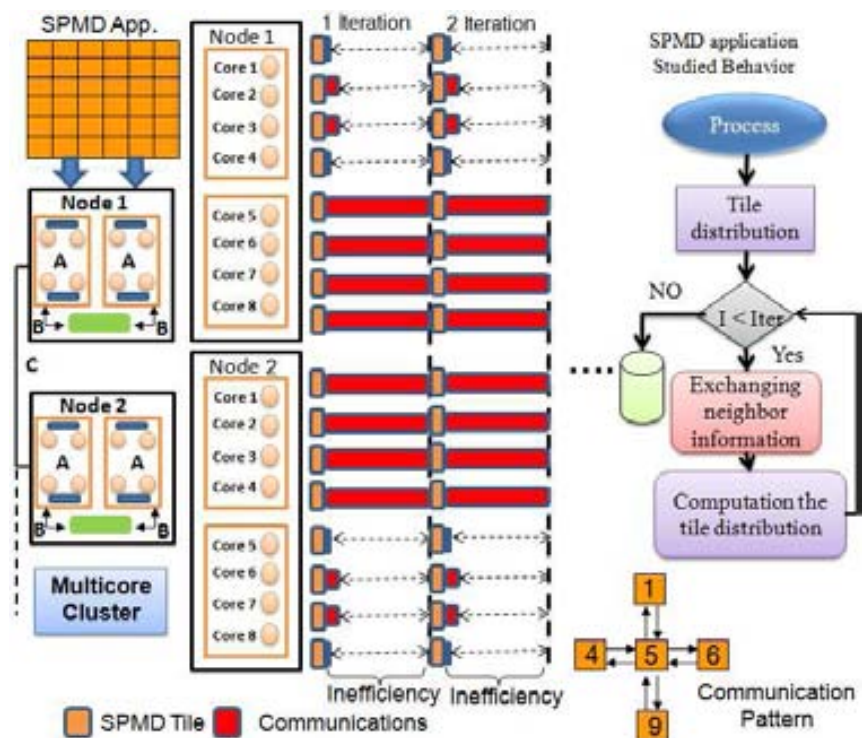 SPMD App.
Node 1
A
A
B
B
C
Node 2
A
A
B
B
Multicore
Cluster
Node 1
Core 1
Core 2
Core 3
Core 4
Core 5
Core 6
Core 7
Core 8
Node 2
Core 1
Core 2
Core 3
Core 4
Core 5
Core 6
Core 7
Core 8
1 Iteration
2 Iteration
Inefficiency
Inefficiency
SPMD Tile
Communications
SPMD application
Studied Behavior
Process
Tile
distribution
NO
I < Iter
Yes
Exchanging
neighbor
information
Computation the
tile distribution
1
4
5
6
9
Communication
Pattern